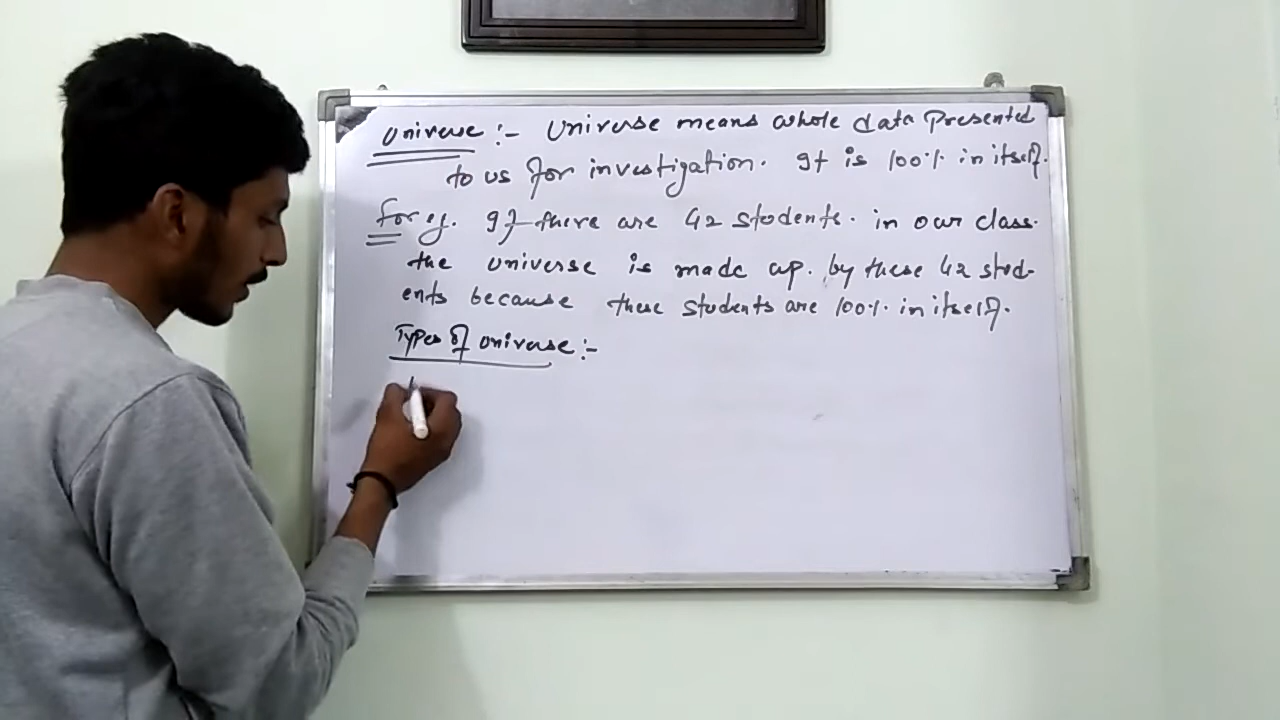 Universe :- Universe means whole data Presented
to us for investigation. It is 100% in itself.
for eg. If there are 42 students. in our class.
the universe is made up. by these 42 stud-
ents because these students are 100%. in itself.
Types of universe :-